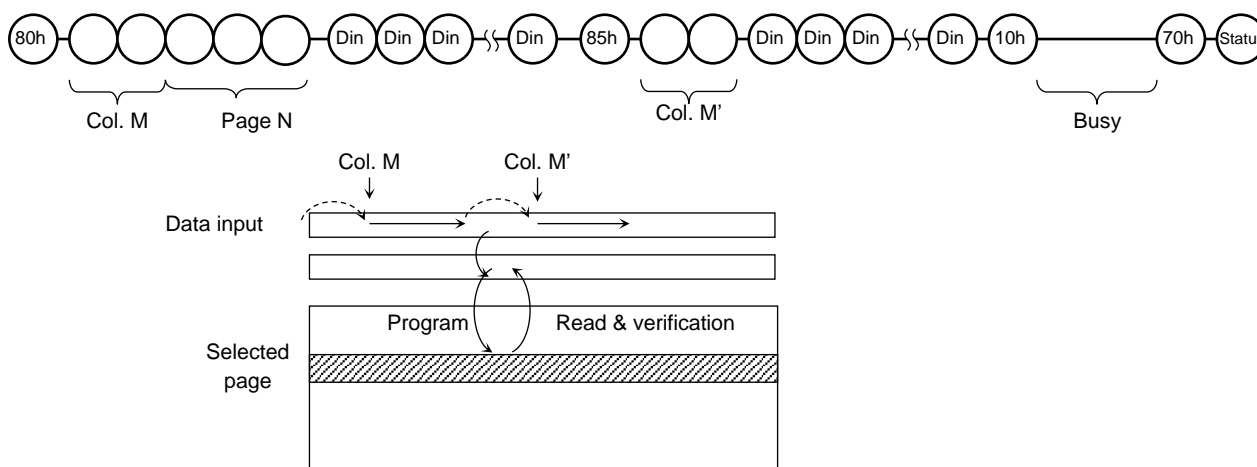 80h Din Din Din Din 85h Din Din Din Din 10h 70h Statu
Col. M Page N Col. M’ Busy
Col. M Col. M’
Data input
Program Read & verification
Selected
page